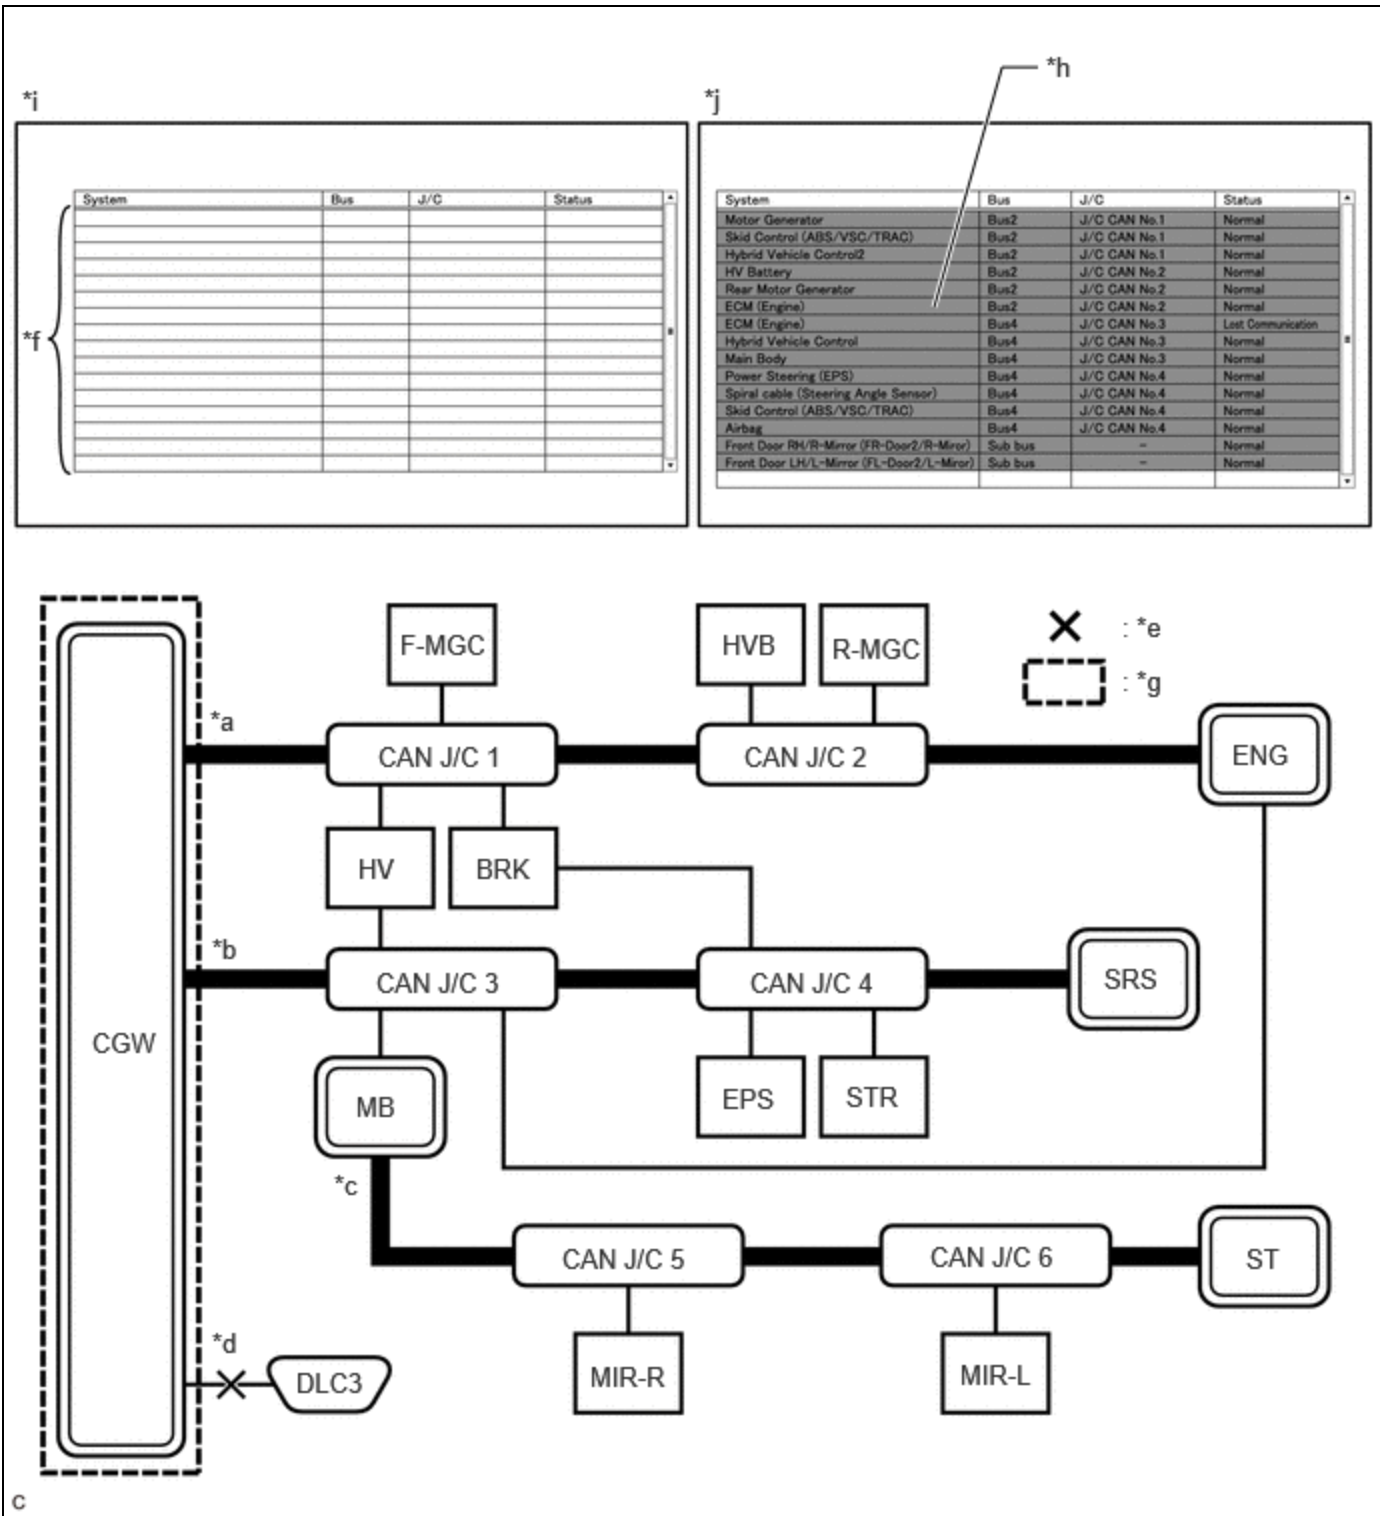 *h
*i
*j
System Bus J/C Status
*f
System Bus J/C Status
Motor Generator Bus2 J/C CAN No.1 Normal
Skid Control (ABS/VSC/TRAC) Bus2 J/C CAN No.1 Normal
Hybrid Vehicle Control2 Bus2 J/C CAN No.1 Normal
HV Battery Bus2 J/C CAN No.2 Normal
Rear Motor Generator Bus2 J/C CAN No.2 Normal
ECM (Engine) Bus2 J/C CAN No.2 Normal
ECM (Engine) Bus4 J/C CAN No.3 Lost Communication
Hybrid Vehicle Control Bus4 J/C CAN No.3 Normal
Main Body Bus4 J/C CAN No.3 Normal
Power Steering (EPS) Bus4 J/C CAN No.4 Normal
Spiral cable (Steering Angle Sensor) Bus4 J/C CAN No.4 Normal
Skid Control (ABS/VSC/TRAC) Bus4 J/C CAN No.4 Normal
Airbag Bus4 J/C CAN No.4 Normal
Front Door RH/R-Mirror (FR-Door2/R-Miror) Sub bus - Normal
Front Door LH/L-Mirror (FL-Door2/L-Miror) Sub bus - Normal
F-MGC
HVB
R-MGC
: *e
: *g
*a
CAN J/C 1
CAN J/C 2
ENG
HV
BRK
*b
CAN J/C 3
CAN J/C 4
SRS
CGW
MB
EPS
STR
*c
CAN J/C 5
CAN J/C 6
ST
*d
DLC3
MIR-R
MIR-L
c